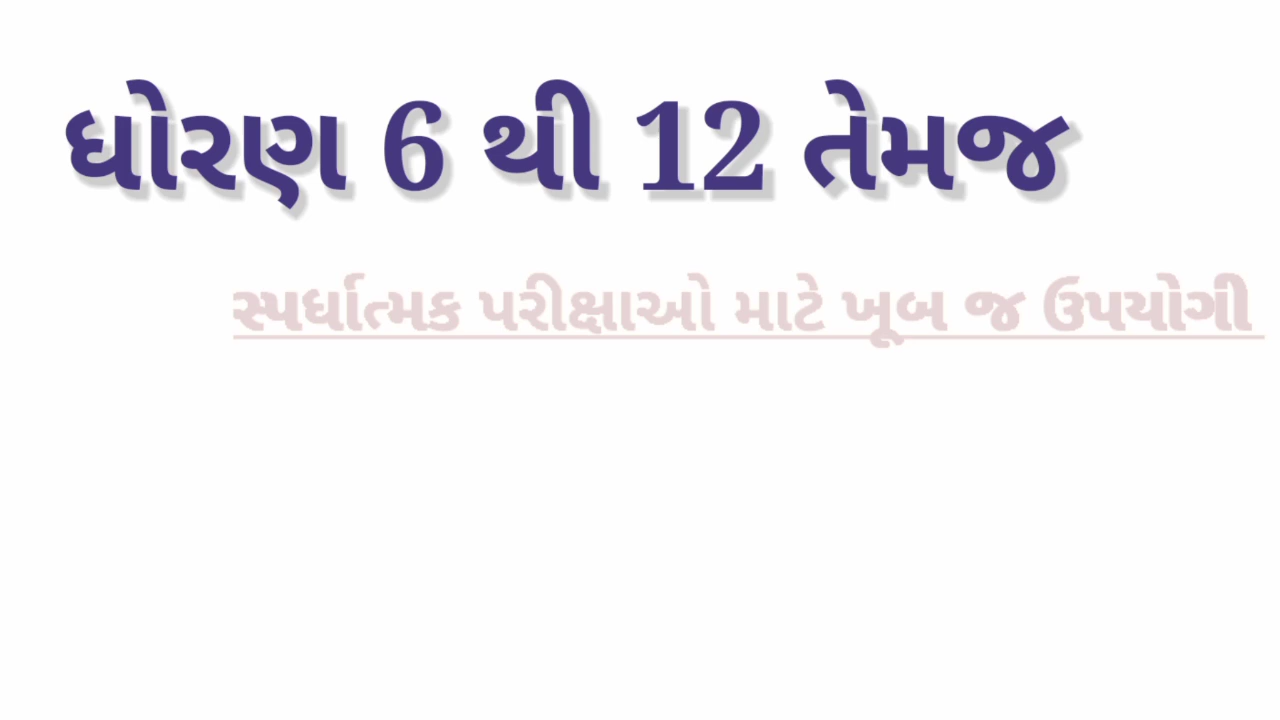 ધોરણ 6 થી 12 તેમજ
સ્પર્ધાત્મક પરીક્ષાઓ માટે ખૂબ જ ઉપયોગી